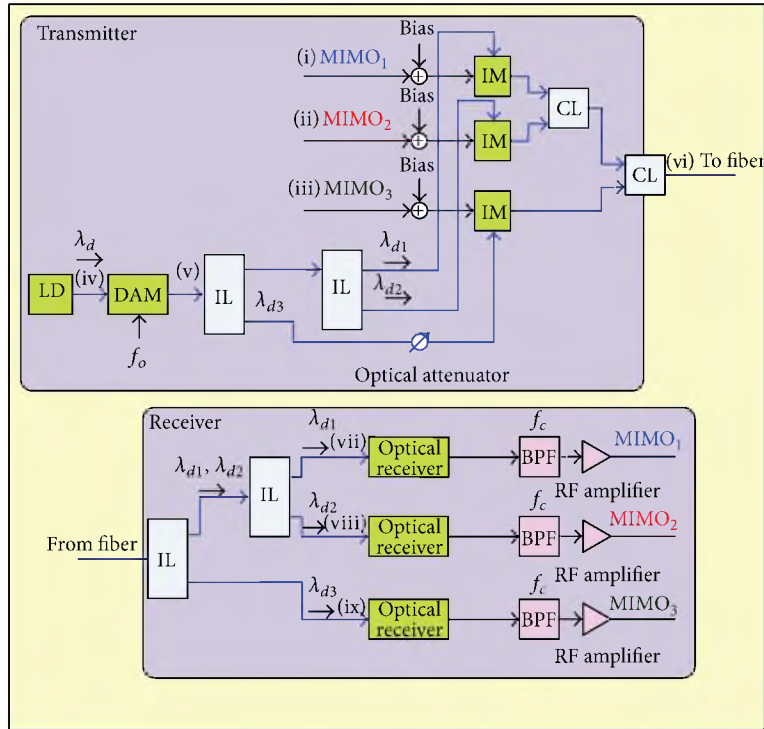 Transmitter
Bias
(i) MIMO₁
IM
Bias
CL
(ii) MIMO₂
IM
(vi) To fiber
Bias
CL
(iii) MIMO₃
IM
λd
λd1
(iv)
(v)
λd2
LD
DAM
IL
λd3
IL
fo
Optical attenuator
Receiver
λd1
fc
(vii)
MIMO₁
Optical
receiver
BPF
λd1, λd2
IL
RF amplifier
λd2
fc
(viii)
MIMO₂
Optical
receiver
BPF
From fiber
IL
RF amplifier
λd3
fc
(ix)
MIMO₃
Optical
receiver
BPF
RF amplifier